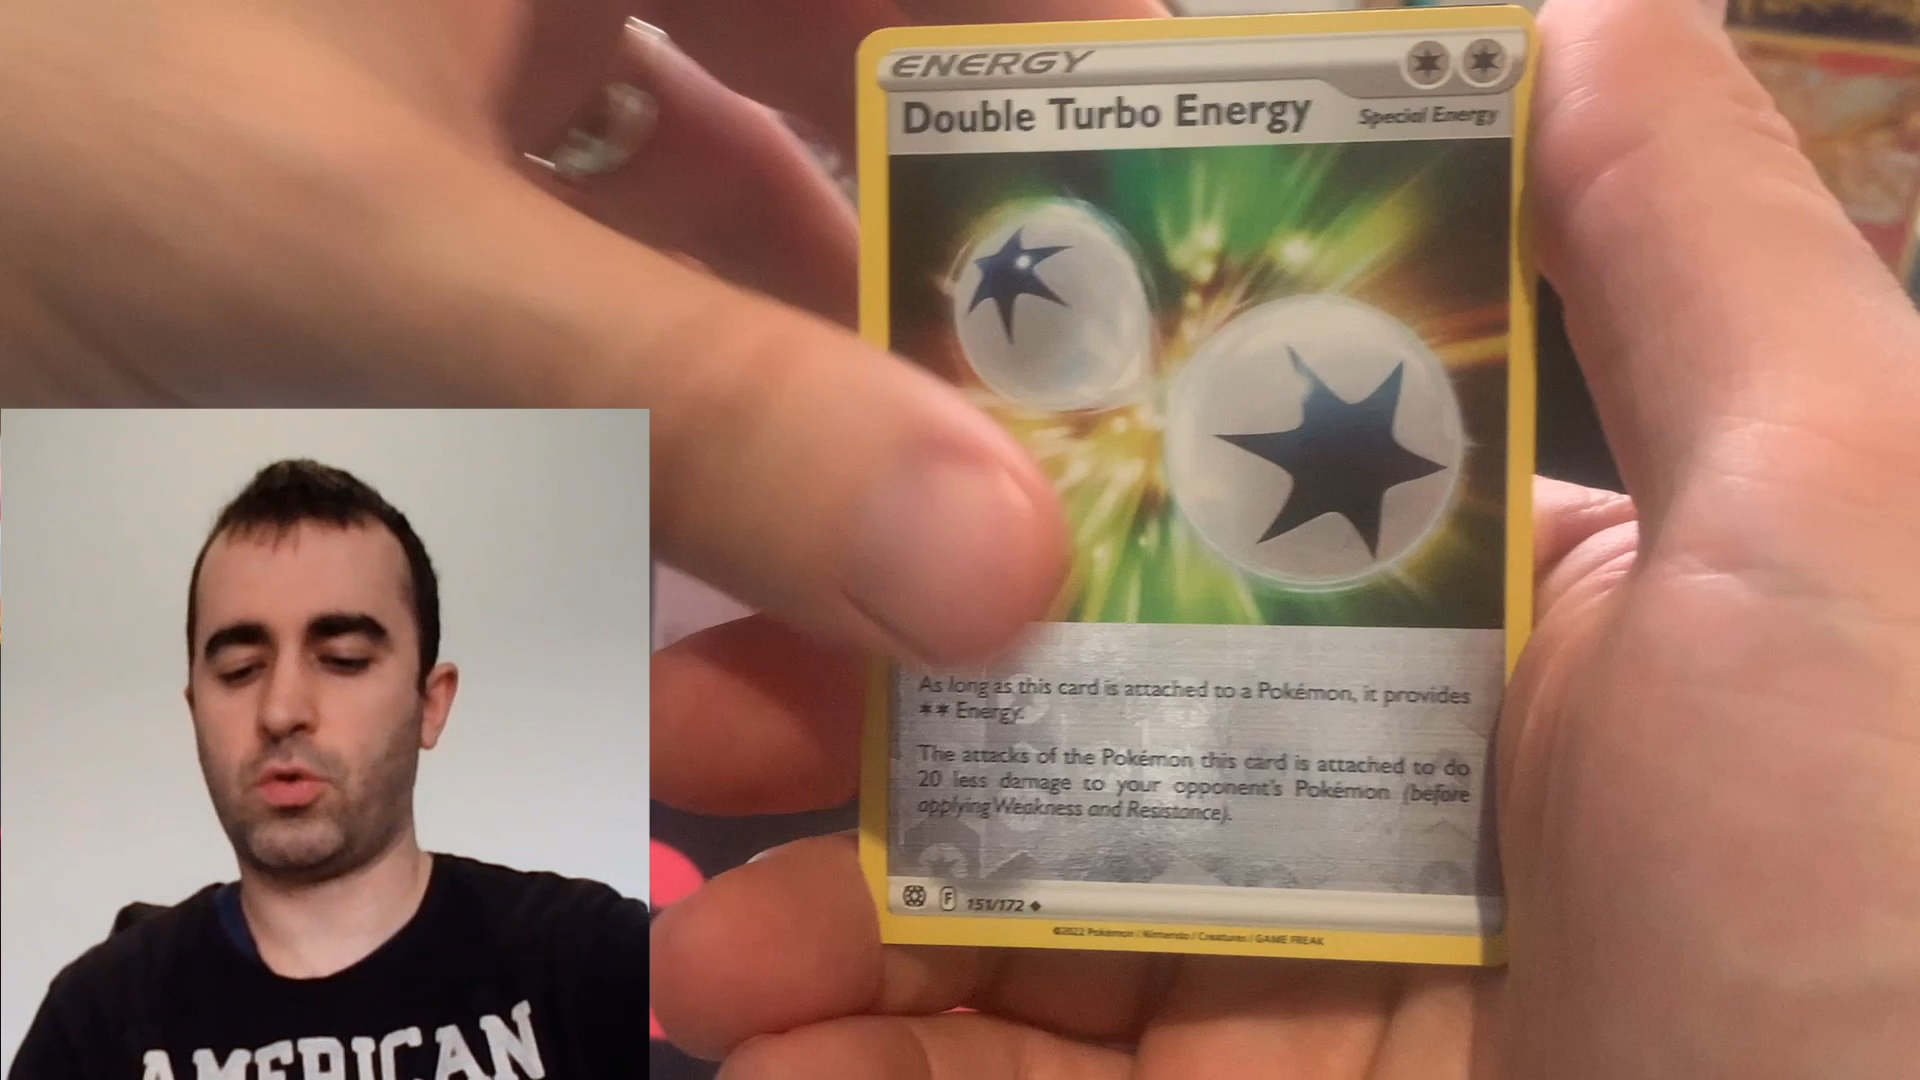 ENERGY
Double Turbo Energy
Special Energy
As long as this card is attached to a Pokémon, it provides
** Energy.
The attacks of the Pokémon this card is attached to do
20 less damage to your opponent's Pokémon (before
applying Weakness and Resistance).
F 151/172
©2022 Pokémon / Nintendo / Creatures / GAME FREAK
AMERICAN